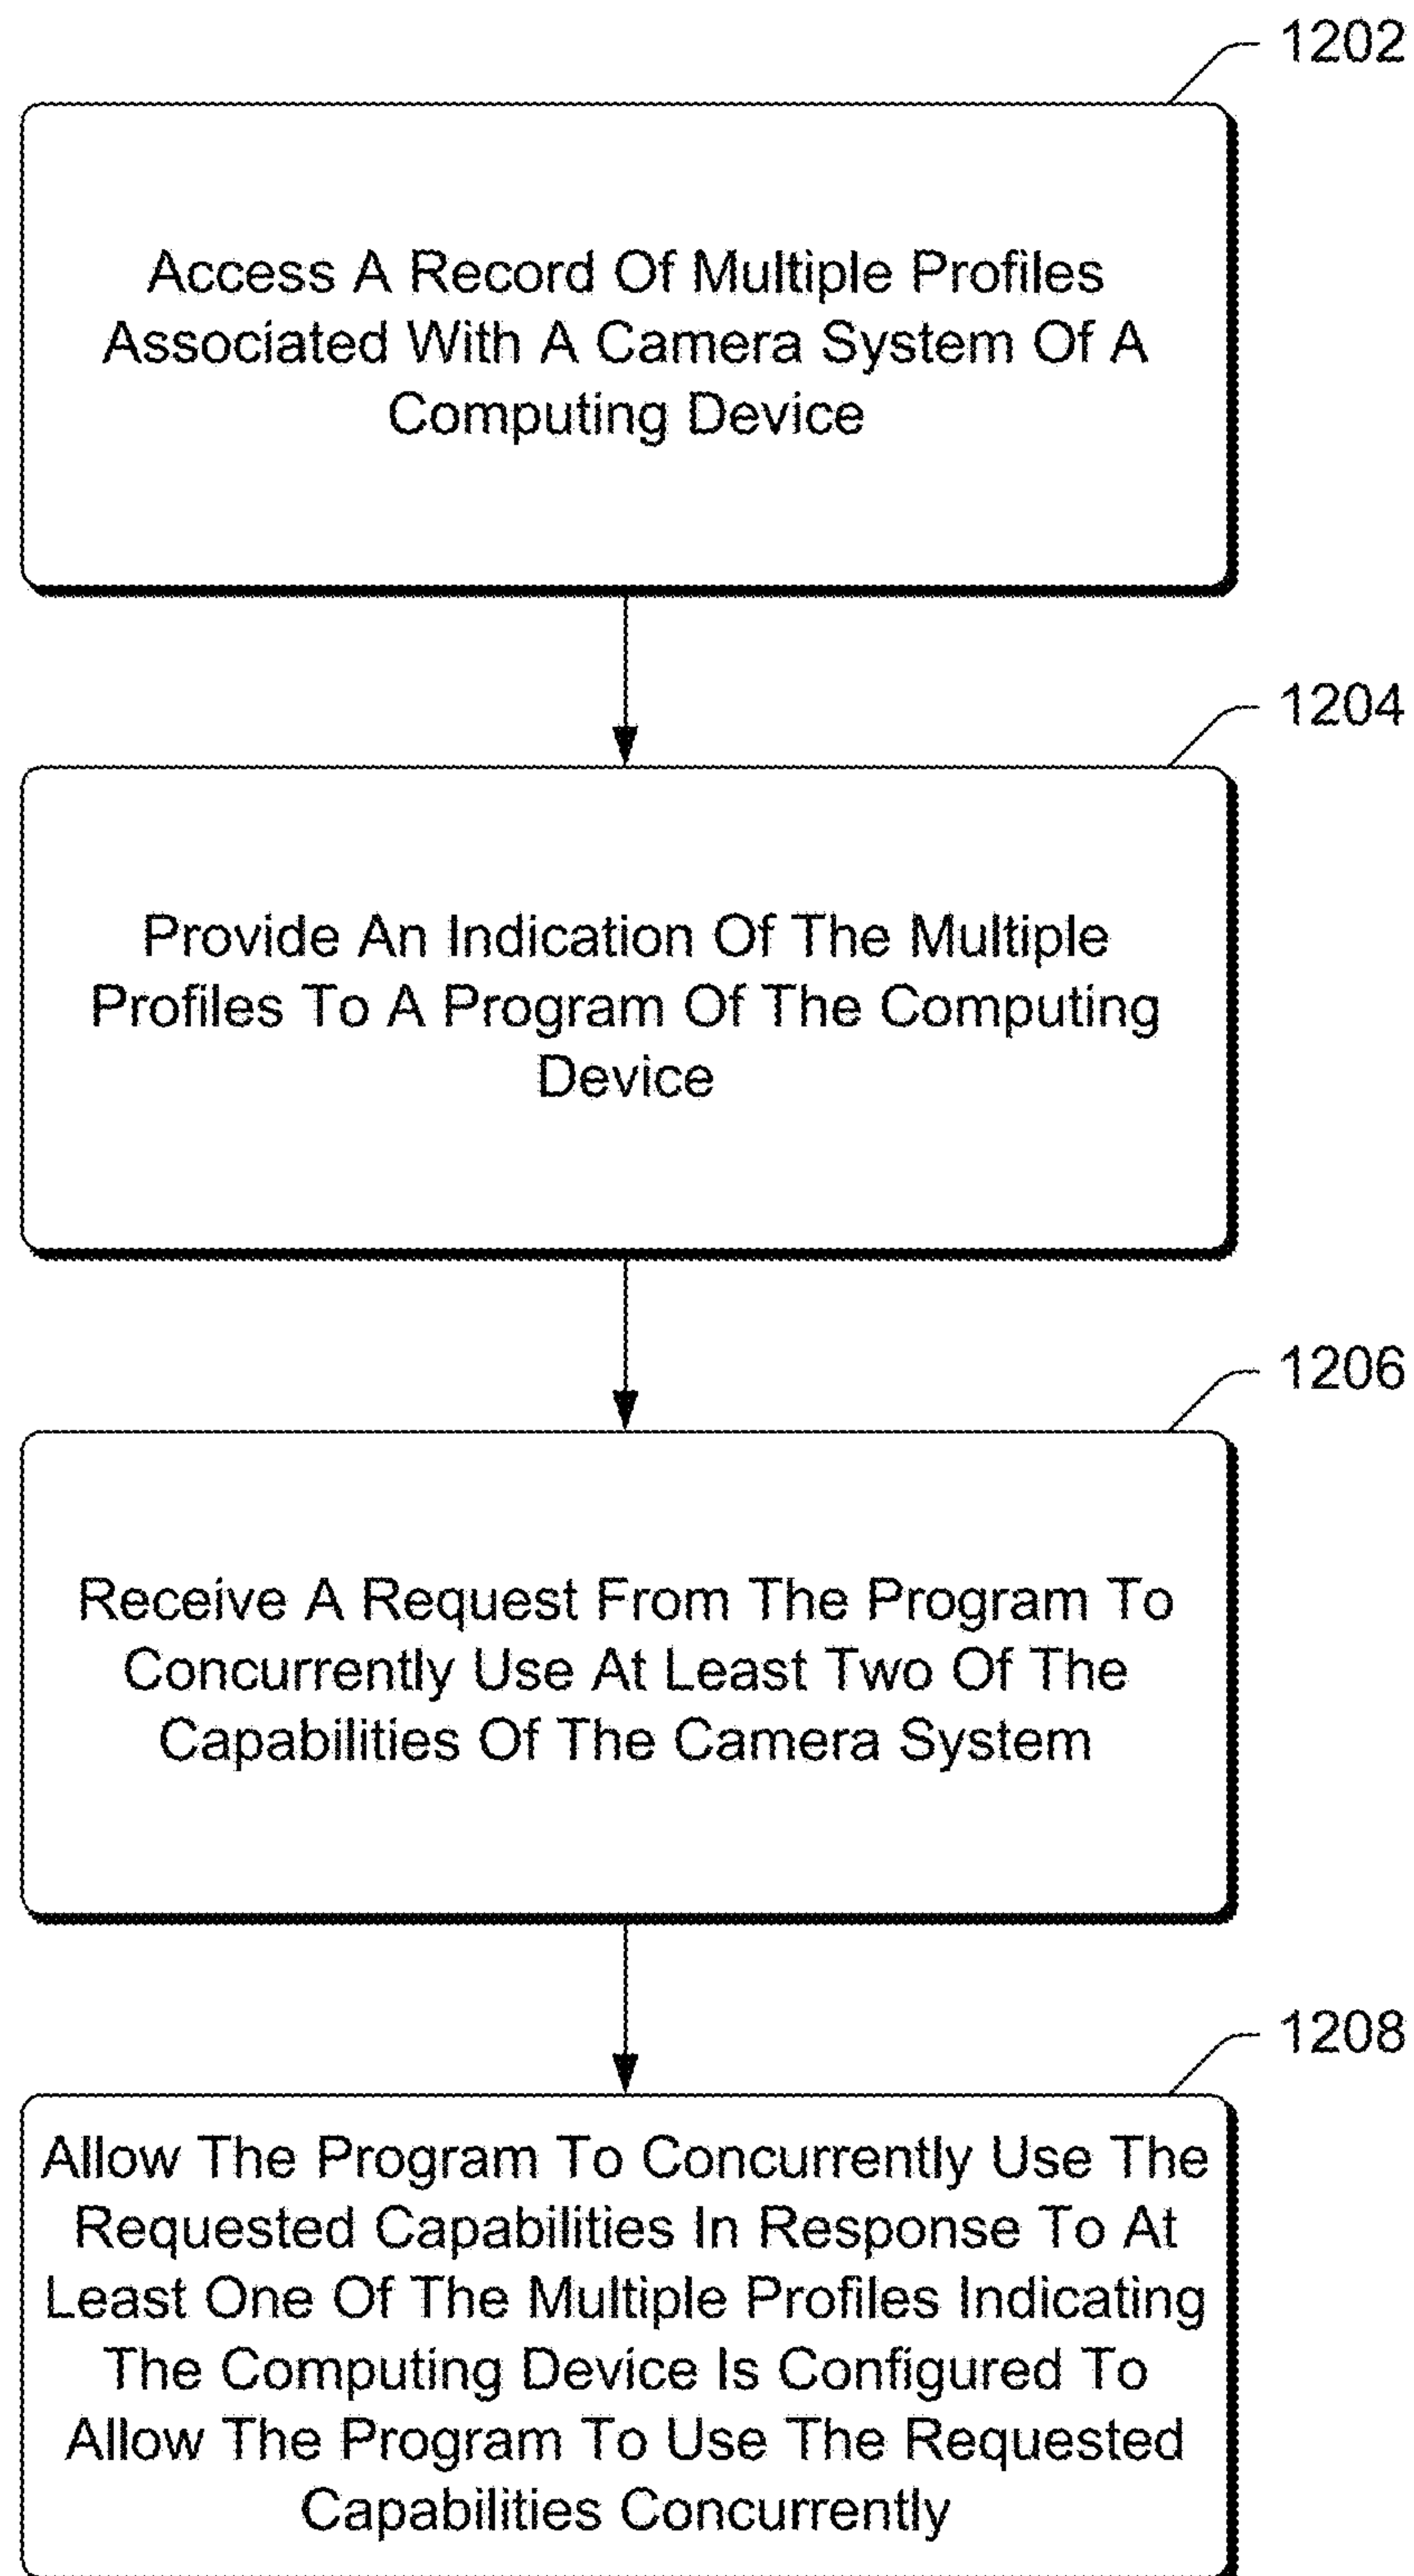 1202
Access A Record Of Multiple Profiles
Associated With A Camera System Of A
Computing Device
1204
Provide An Indication Of The Multiple
Profiles To A Program Of The Computing
Device
1206
Receive A Request From The Program To
Concurrently Use At Least Two Of The
Capabilities Of The Camera System
1208
Allow The Program To Concurrently Use The
Requested Capabilities In Response To At
Least One Of The Multiple Profiles Indicating
The Computing Device Is Configured To
Allow The Program To Use The Requested
Capabilities Concurrently